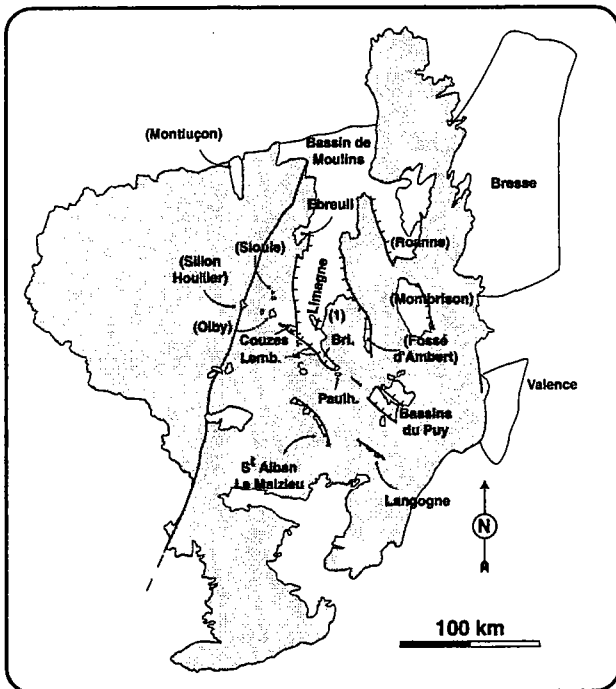 (Montluçon)
Bassin de
Moulins
Bresse
Ebreuil
(Sioule)
(Roanne)
(Sillon
Houiller)
Limagne
(Mombrison)
(1)
(Olby)
Couzes
Lemb.
Bri.
(Fossé
d'Ambert)
Valence
Paulh.
Bassins
du Puy
St Alban
Le Malzieu
Langogne
N
100 km